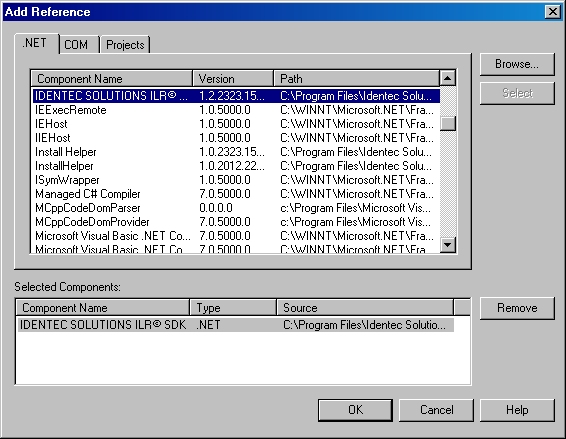 Add Reference
.NET COM Projects
Browse...
Select
Component Name Version Path
IDENTEC SOLUTIONS ILR© ... 1.2.2323.15... C:\Program Files\Identec Solu...
IEExecRemote 1.0.5000.0 C:\WINNT\Microsoft.NET\Fra...
IEHost 1.0.5000.0 C:\WINNT\Microsoft.NET\Fra...
IIEHost 1.0.5000.0 C:\WINNT\Microsoft.NET\Fra...
Install Helper 1.0.2323.15... C:\Program Files\Identec Solu...
InstallHelper 1.0.2012.22... C:\Program Files\Identec Solu...
ISymWrapper 1.0.5000.0 C:\WINNT\Microsoft.NET\Fra...
Managed C# Compiler 7.0.5000.0 C:\WINNT\Microsoft.NET\Fra...
MCppCodeDomParser 0.0.0.0 c:\Program Files\Microsoft Vis...
MCppCodeDomProvider 7.0.5000.0 c:\Program Files\Microsoft Vis...
Microsoft Visual Basic .NET Co... 7.0.5000.0 C:\WINNT\Microsoft.NET\Fra...
Microsoft Visual Basic .NET Co... 7.0.5000.0 C:\WINNT\Microsoft.NET\Fra...
Selected Components:
Component Name Type Source
IDENTEC SOLUTIONS ILR© SDK .NET C:\Program Files\Identec Solutio...
Remove
OK Cancel Help